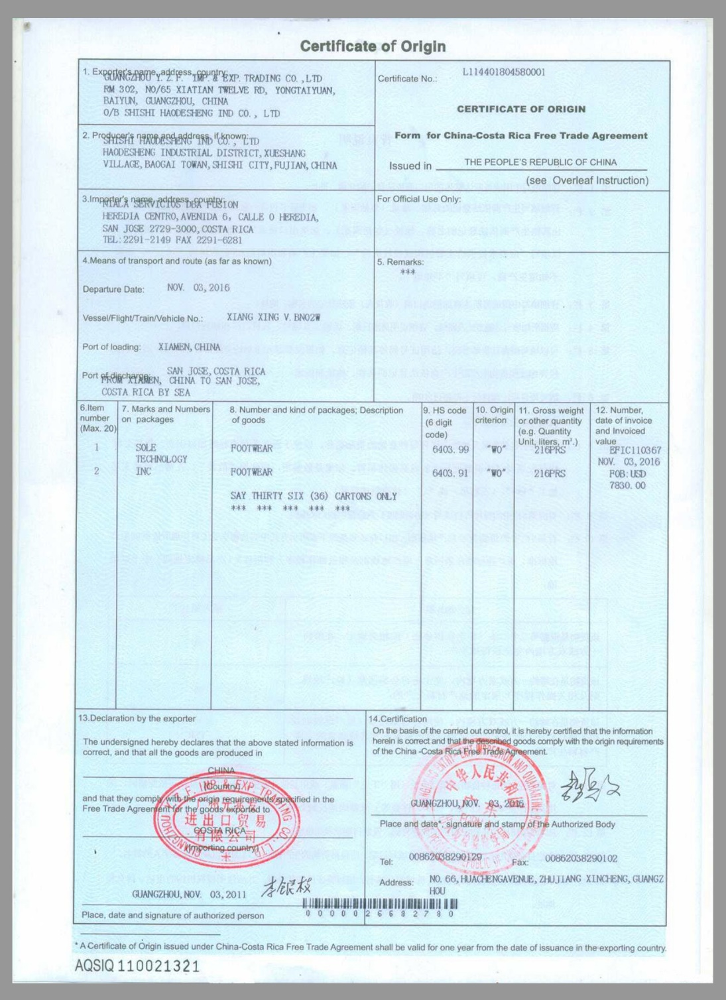 Certificate of Origin
1. Exporter's name, address, country:
GUANGZHOU Y. Z. F. IMP. & EXP. TRADING CO. ,LTD
RM 302, NO/65 XIATIAN TWELVE RD, YONGTAIYUAN,
BAIYUN, GUANGZHOU, CHINA
O/B SHISHI HAODESHENG IND CO. , LTD
Certificate No.:
L114401804580001
CERTIFICATE OF ORIGIN
Form for China-Costa Rica Free Trade Agreement
Issued in THE PEOPLE'S REPUBLIC OF CHINA
(see Overleaf Instruction)
2. Producer's name and address, if known:
SHISHI HAODESHENG IND CO. , LTD
HAODESHENG INDUSTRIAL DISTRICT, XUESHANG
VILLAGE, BAOGAI TOWAN, SHISHI CITY, FUJIAN, CHINA
3.Importer's name, address, country:
NIALA SERVICIOS DBA FUSION
HEREDIA CENTRO, AVENIDA 6, CALLE 0 HEREDIA,
SAN JOSE 2729-3000, COSTA RICA
TEL: 2291-2149 FAX 2291-6281
For Official Use Only:
4.Means of transport and route (as far as known)
Departure Date: NOV. 03, 2016
Vessel/Flight/Train/Vehicle No.: XIANG XING V. BN02W
Port of loading: XIAMEN, CHINA
Port of discharge: SAN JOSE, COSTA RICA
FROM XIAMEN, CHINA TO SAN JOSE,
COSTA RICA BY SEA
5. Remarks:
***
6.Item number (Max. 20)
7. Marks and Numbers on packages
8. Number and kind of packages; Description of goods
9. HS code (6 digit code)
10. Origin criterion
11. Gross weight or other quantity (e.g. Quantity Unit, liters, m³.)
12. Number, date of invoice and Invoiced value
1 SOLE FOOTWEAR 6403. 99 "WO" 216PRS EFIC110367
TECHNOLOGY NOV. 03, 2016
2 INC FOOTWEAR 6403. 91 "WO" 216PRS FOB: USD
7830. 00
SAY THIRTY SIX (36) CARTONS ONLY
*** *** *** *** ***
13.Declaration by the exporter
The undersigned hereby declares that the above stated information is
correct, and that all the goods are produced in
CHINA
(Country)
and that they comply with the origin requirements specified in the
Free Trade Agreement for the goods exported to
COSTA RICA
(Importing country)
进出口贸易
有限公司
GUANGZHOU, NOV. 03, 2011
Place, date and signature of authorized person
14.Certification
On the basis of the carried out control, it is hereby certified that the information
herein is correct and that the described goods comply with the origin requirements
of the China -Costa Rica Free Trade Agreement.
中华人民共和国
GUANGZHOU, NOV. 03, 2016
Place and date*, signature and stamp of the Authorized Body
Tel: 00862038290129 Fax: 00862038290102
Address: NO. 66, HUACHENGAVENUE, ZHUJIANG XINCHENG, GUANGZ
HOU
* A Certificate of Origin issued under China-Costa Rica Free Trade Agreement shall be valid for one year from the date of issuance in the exporting country.
AQSIQ 110021321